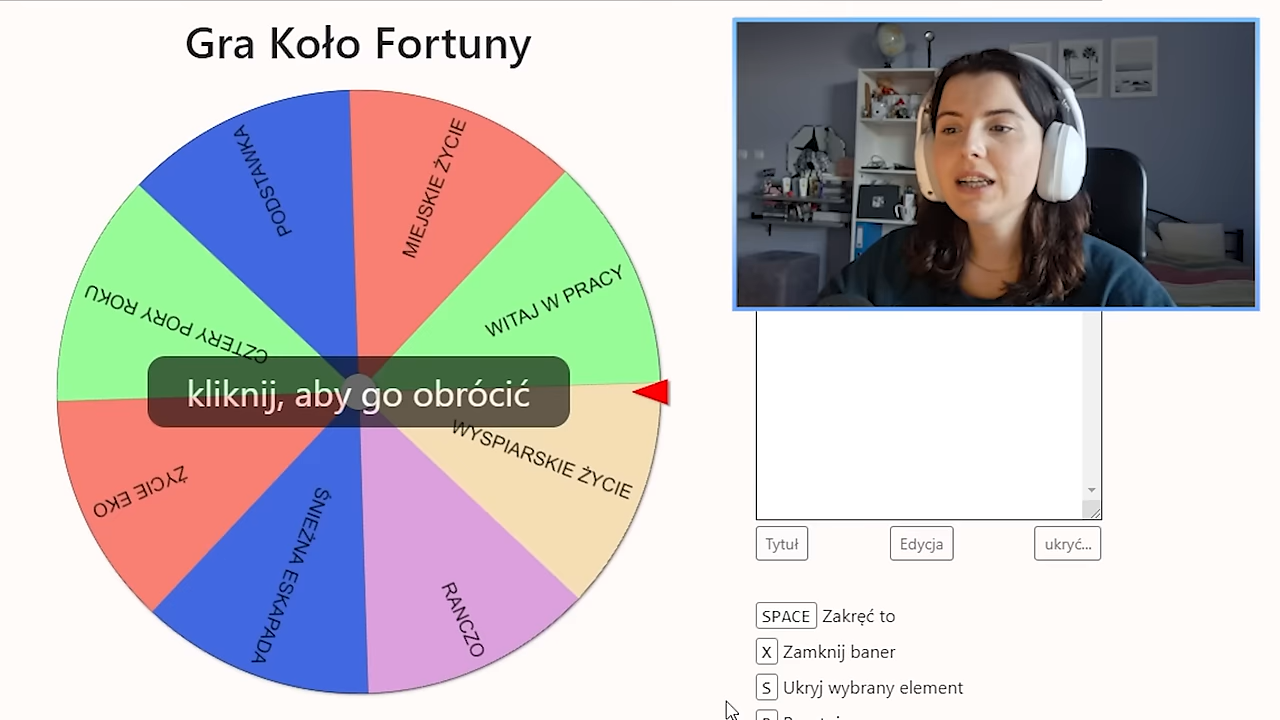 Gra Koło Fortuny
PODSTAWKA
MIEJSKIE ŻYCIE
WITAJ W PRACY
WYSPIARSKIE ŻYCIE
RANCZO
ŚNIEŻNA ESKAPADA
ŻYCIE EKO
CZTERY PORY ROKU
kliknij, aby go obrócić
Tytuł
Edycja
ukryć...
SPACE Zakręć to
X Zamknij baner
S Ukryj wybrany element